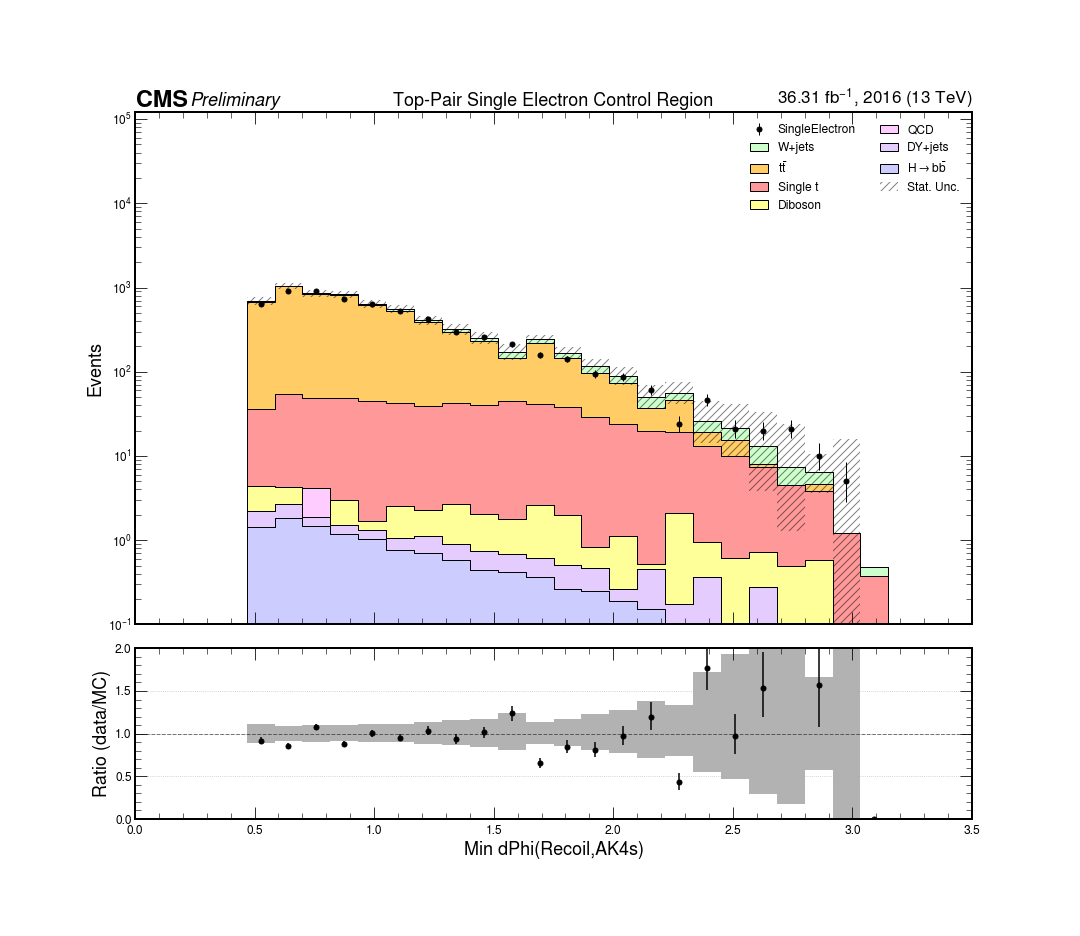 CMS Preliminary Top-Pair Single Electron Control Region 36.31 fb⁻¹, 2016 (13 TeV)
SingleElectron
W+jets
tt̄
Single t
Diboson
QCD
DY+jets
H→bb̄
Stat. Unc.
Events
10⁵
10⁴
10³
10²
10¹
10⁰
10⁻¹
Ratio (data/MC)
2.0
1.5
1.0
0.5
0.0
0.0 0.5 1.0 1.5 2.0 2.5 3.0 3.5
Min dPhi(Recoil,AK4s)